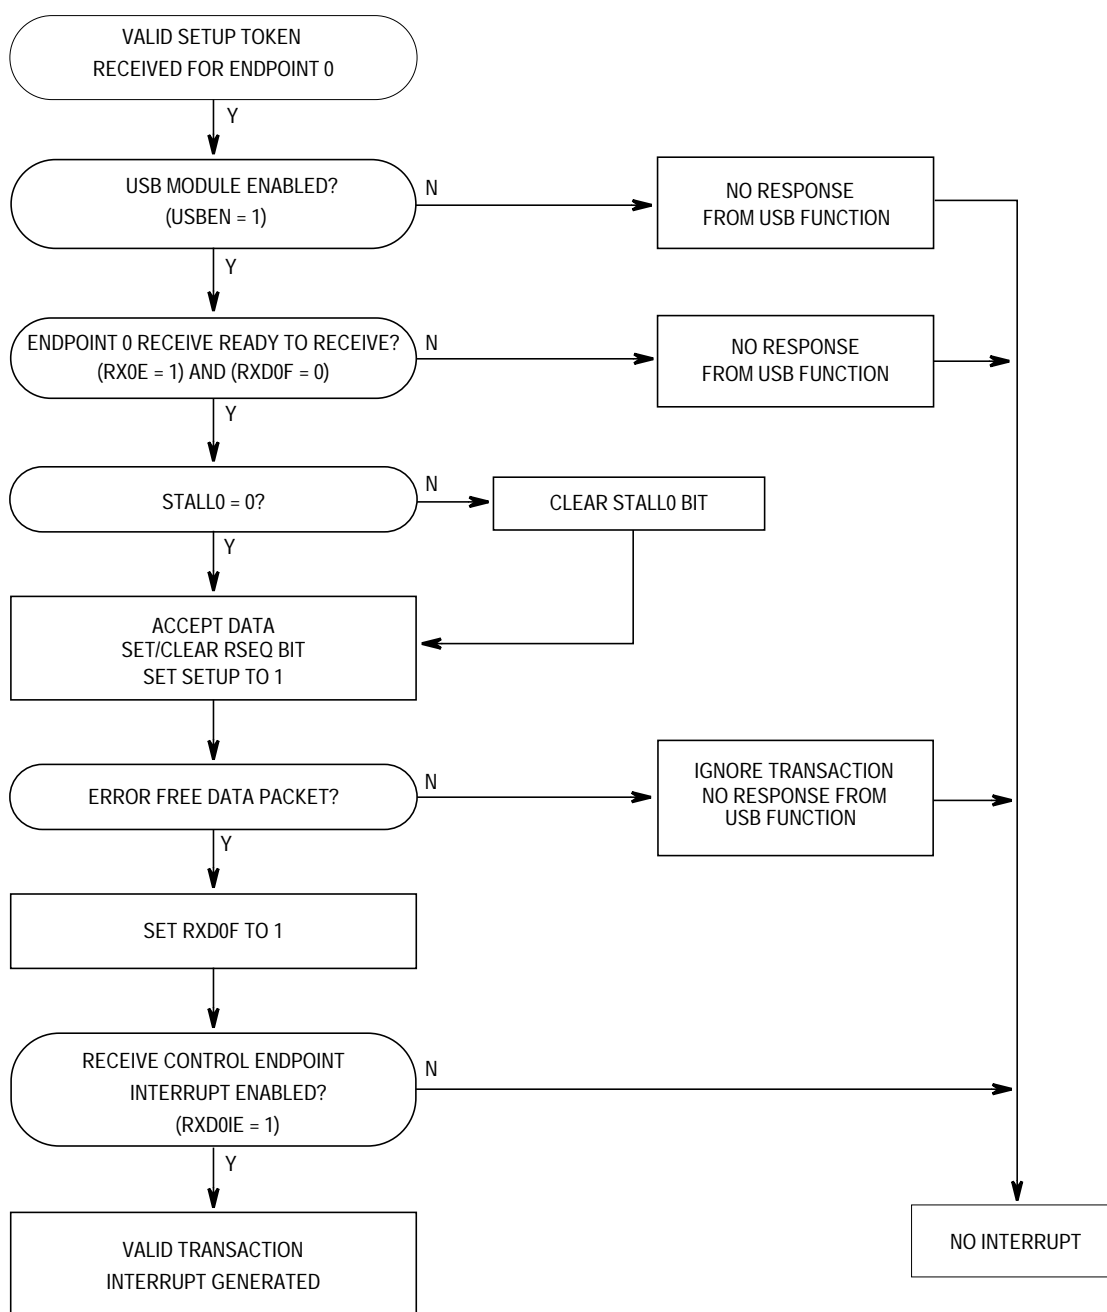 VALID SETUP TOKEN
RECEIVED FOR ENDPOINT 0
Y
USB MODULE ENABLED?
(USBEN = 1)
N
NO RESPONSE
FROM USB FUNCTION
Y
ENDPOINT 0 RECEIVE READY TO RECEIVE?
(RX0E = 1) AND (RXD0F = 0)
N
NO RESPONSE
FROM USB FUNCTION
Y
STALL0 = 0?
N
CLEAR STALL0 BIT
Y
ACCEPT DATA
SET/CLEAR RSEQ BIT
SET SETUP TO 1
ERROR FREE DATA PACKET?
N
IGNORE TRANSACTION
NO RESPONSE FROM
USB FUNCTION
Y
SET RXD0F TO 1
RECEIVE CONTROL ENDPOINT
INTERRUPT ENABLED?
(RXD0IE = 1)
N
Y
VALID TRANSACTION
INTERRUPT GENERATED
NO INTERRUPT